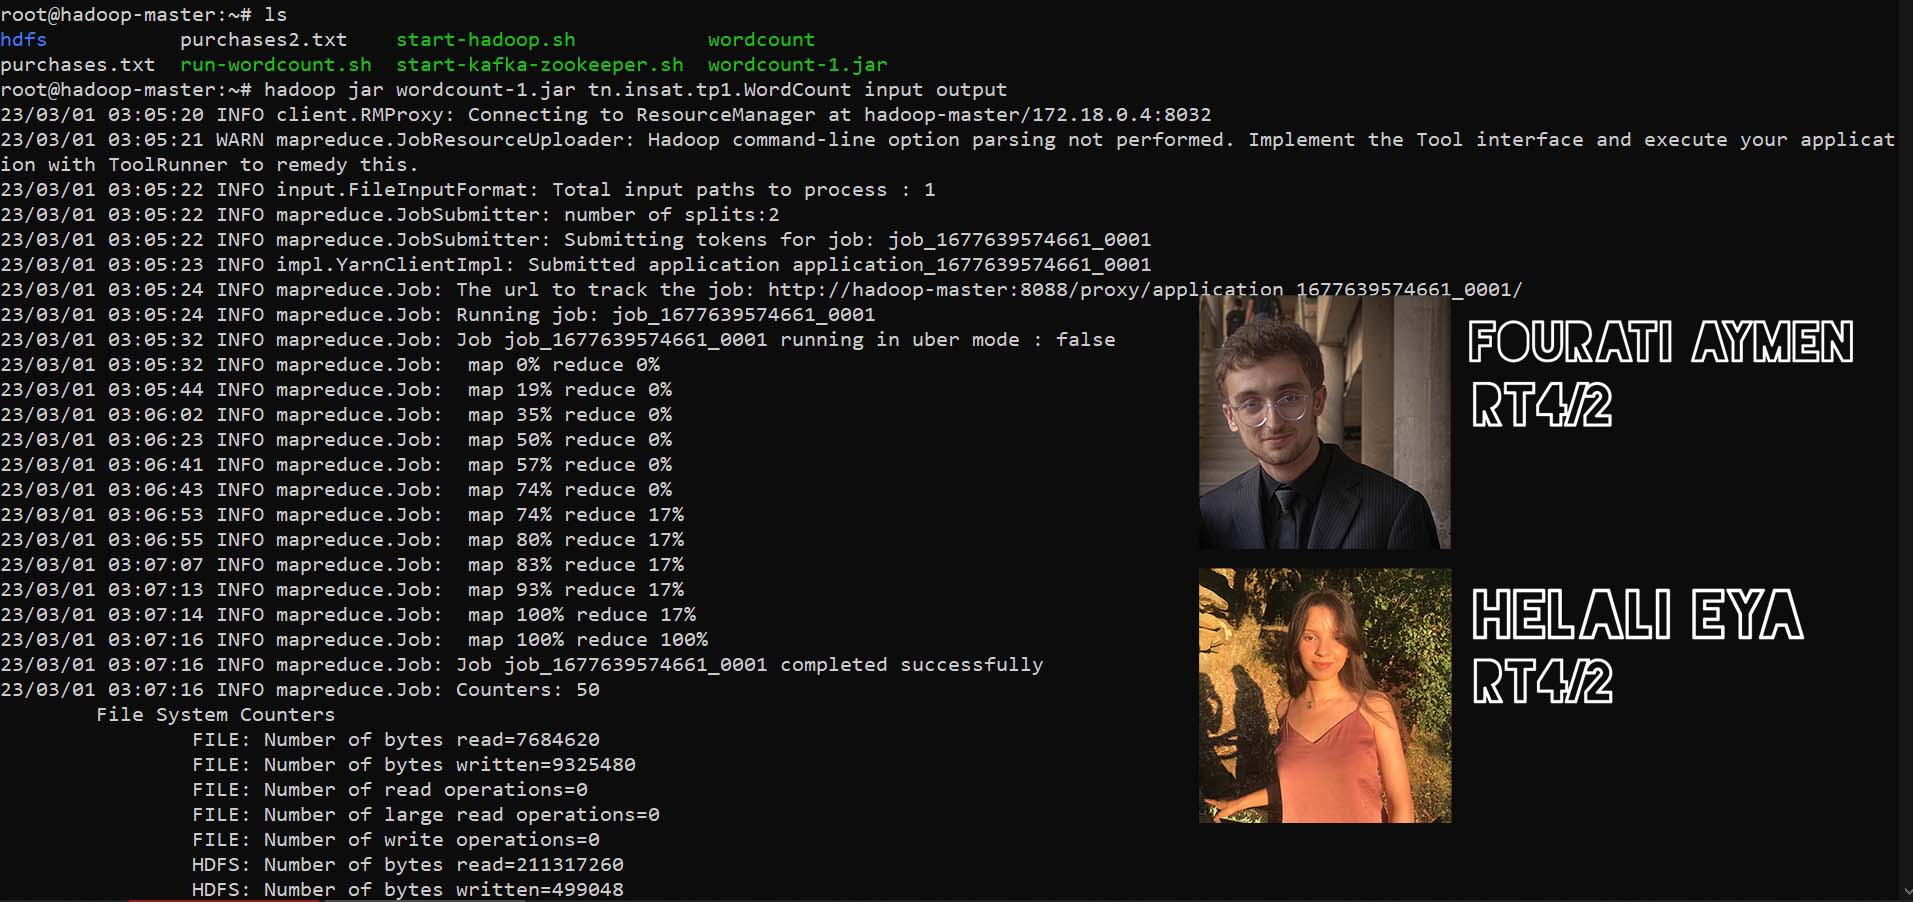 root@hadoop-master:~# ls
hdfs purchases2.txt start-hadoop.sh wordcount
purchases.txt run-wordcount.sh start-kafka-zookeeper.sh wordcount-1.jar
root@hadoop-master:~# hadoop jar wordcount-1.jar tn.insat.tp1.WordCount input output
23/03/01 03:05:20 INFO client.RMProxy: Connecting to ResourceManager at hadoop-master/172.18.0.4:8032
23/03/01 03:05:21 WARN mapreduce.JobResourceUploader: Hadoop command-line option parsing not performed. Implement the Tool interface and execute your applicat
ion with ToolRunner to remedy this.
23/03/01 03:05:22 INFO input.FileInputFormat: Total input paths to process : 1
23/03/01 03:05:22 INFO mapreduce.JobSubmitter: number of splits:2
23/03/01 03:05:22 INFO mapreduce.JobSubmitter: Submitting tokens for job: job_1677639574661_0001
23/03/01 03:05:23 INFO impl.YarnClientImpl: Submitted application application_1677639574661_0001
23/03/01 03:05:24 INFO mapreduce.Job: The url to track the job: http://hadoop-master:8088/proxy/application_1677639574661_0001/
23/03/01 03:05:24 INFO mapreduce.Job: Running job: job_1677639574661_0001
23/03/01 03:05:32 INFO mapreduce.Job: Job job_1677639574661_0001 running in uber mode : false
23/03/01 03:05:32 INFO mapreduce.Job:  map 0% reduce 0%
23/03/01 03:05:44 INFO mapreduce.Job:  map 19% reduce 0%
23/03/01 03:06:02 INFO mapreduce.Job:  map 35% reduce 0%
23/03/01 03:06:23 INFO mapreduce.Job:  map 50% reduce 0%
23/03/01 03:06:41 INFO mapreduce.Job:  map 57% reduce 0%
23/03/01 03:06:43 INFO mapreduce.Job:  map 74% reduce 0%
23/03/01 03:06:53 INFO mapreduce.Job:  map 74% reduce 17%
23/03/01 03:06:55 INFO mapreduce.Job:  map 80% reduce 17%
23/03/01 03:07:07 INFO mapreduce.Job:  map 83% reduce 17%
23/03/01 03:07:13 INFO mapreduce.Job:  map 93% reduce 17%
23/03/01 03:07:14 INFO mapreduce.Job:  map 100% reduce 17%
23/03/01 03:07:16 INFO mapreduce.Job:  map 100% reduce 100%
23/03/01 03:07:16 INFO mapreduce.Job: Job job_1677639574661_0001 completed successfully
23/03/01 03:07:16 INFO mapreduce.Job: Counters: 50
File System Counters
FILE: Number of bytes read=7684620
FILE: Number of bytes written=9325480
FILE: Number of read operations=0
FILE: Number of large read operations=0
FILE: Number of write operations=0
HDFS: Number of bytes read=211317260
HDFS: Number of bytes written=499048
FOURATI AYMEN
RT4/2
HELALI EYA
RT4/2